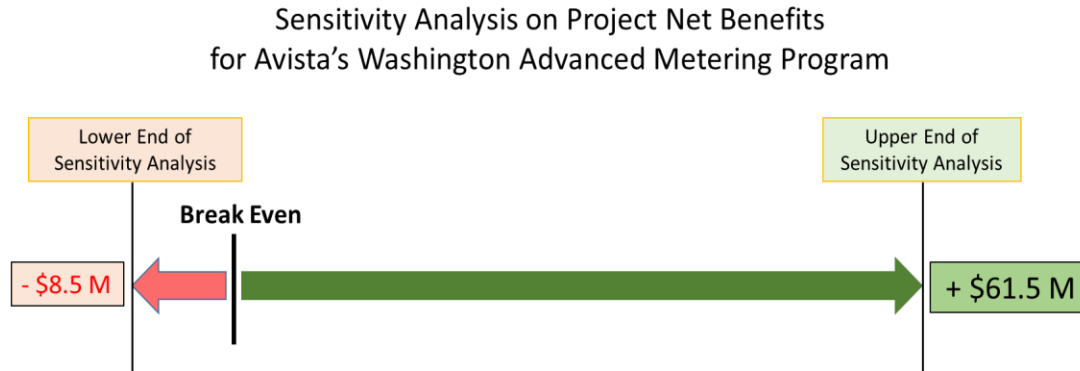 Sensitivity Analysis on Project Net Benefits
for Avista's Washington Advanced Metering Program
Lower End of
Sensitivity Analysis
Upper End of
Sensitivity Analysis
Break Even
- $8.5 M
+ $61.5 M